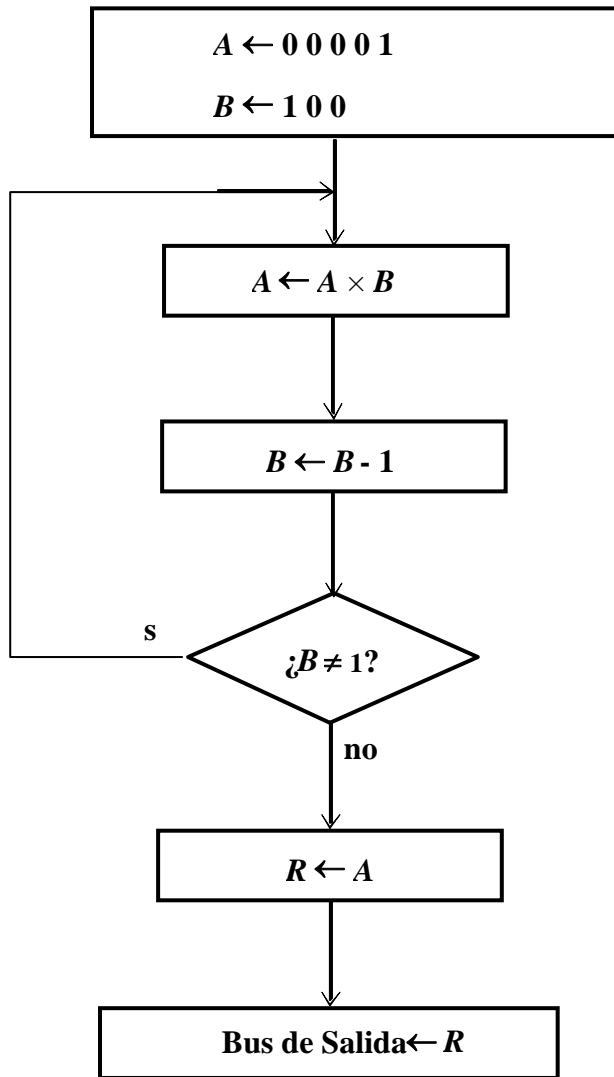 A ← 0 0 0 0 1
B ← 1 0 0
A ← A × B
B ← B - 1
s
¿B ≠ 1?
no
R ← A
Bus de Salida← R